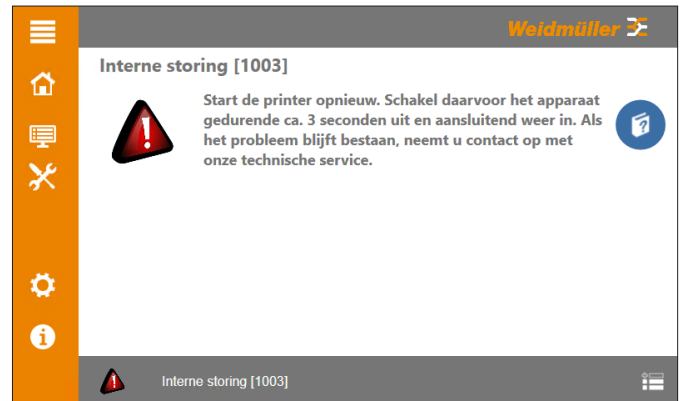 Weidmüller
Interne storing [1003]
Start de printer opnieuw. Schakel daarvoor het apparaat
gedurende ca. 3 seconden uit en aansluitend weer in. Als
het probleem blijft bestaan, neemt u contact op met
onze technische service.
Interne storing [1003]